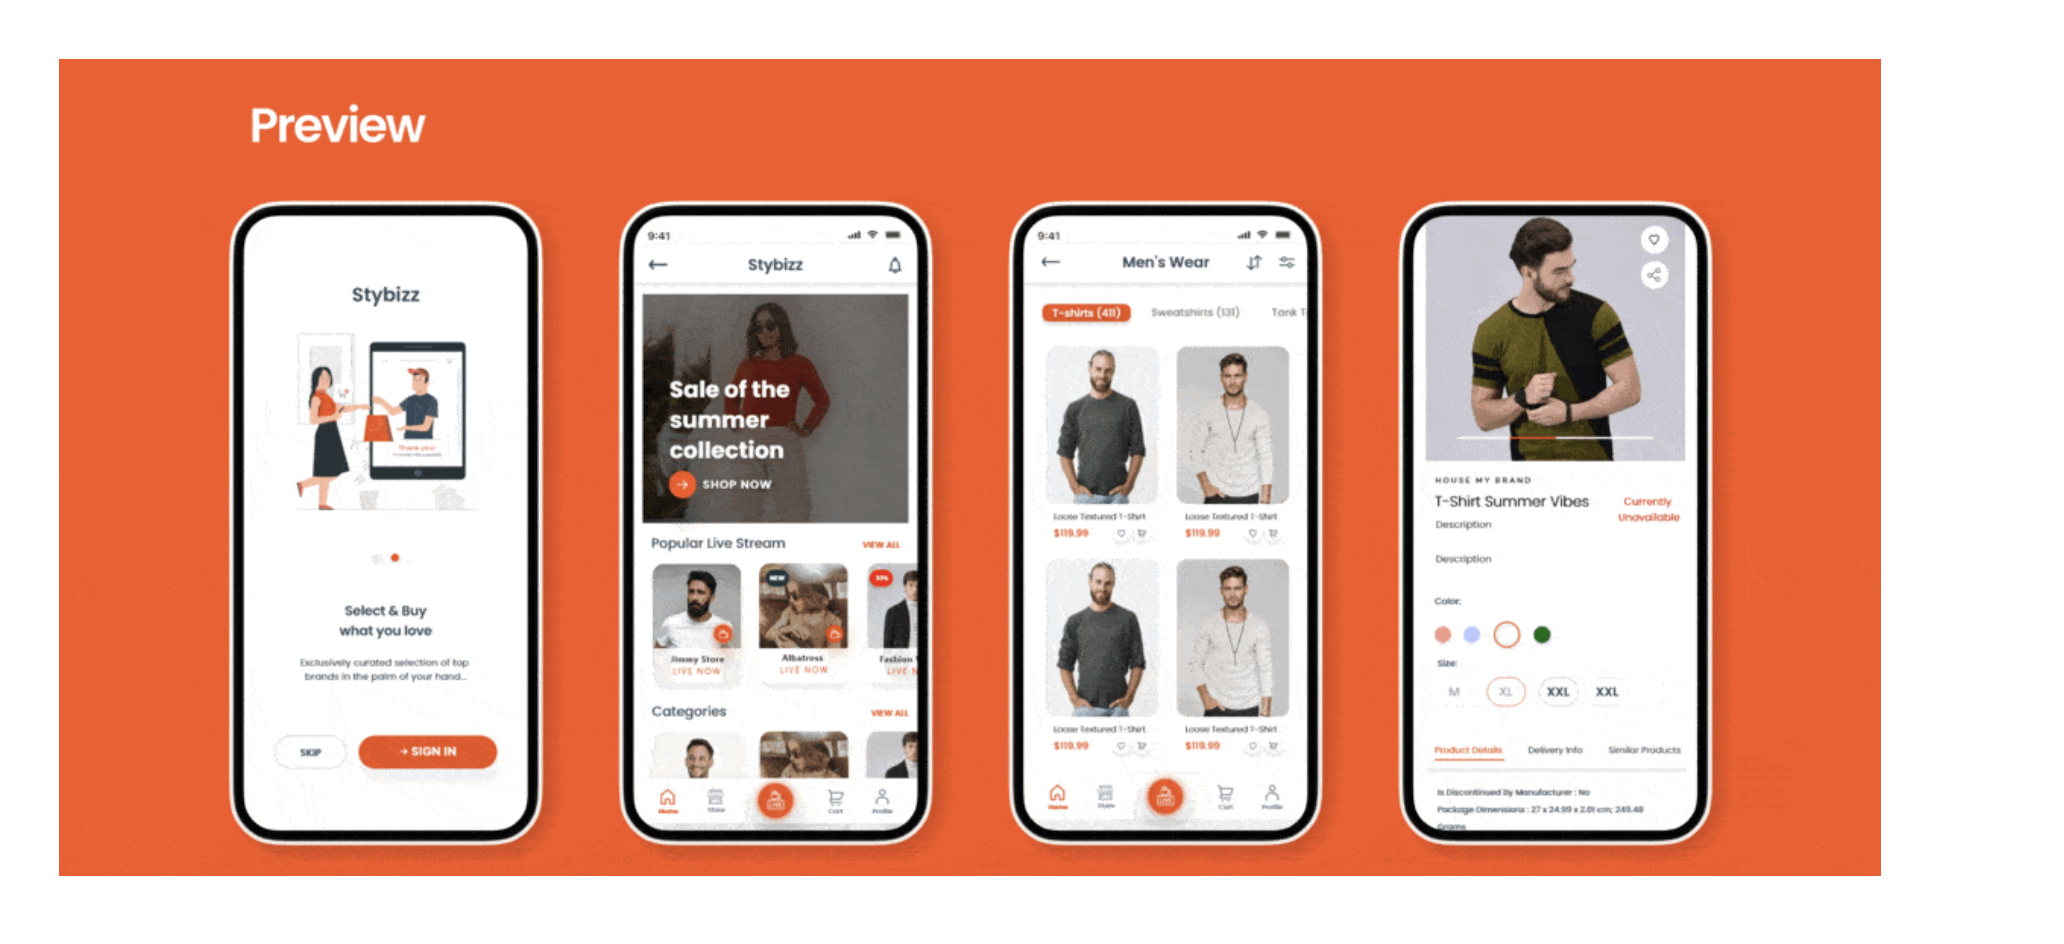 Preview
Stybizz
Thank you!
Select & Buy
what you love
Exclusively curated selection of top
brands in the palm of your hand...
SKIP
→ SIGN IN
9:41
Stybizz
Sale of the
summer
collection
SHOP NOW
Popular Live Stream
VIEW ALL
NEW
30%
Jimmy Store
LIVE NOW
Albatross
LIVE NOW
Fashion
LIVE N
Categories
VIEW ALL
Home
Store
LIVE
Cart
Profile
9:41
Men's Wear
T-shirts (411)
Sweatshirts (131)
Tank T
Loose Textured T-Shirt
$119.99
Loose Textured T-Shirt
$119.99
Loose Textured T-Shirt
$119.99
Loose Textured T-Shirt
$119.99
Home
Store
LIVE
Cart
Profile
HOUSE MY BRAND
T-Shirt Summer Vibes
Currently
Unavailable
Description
Description
Color:
Size:
M
XL
XXL
XXL
Product Details
Delivery Info
Similar Products
Is Discontinued By Manufacturer : No
Package Dimensions : 27 x 24.99 x 2.01 cm; 249.48
Grams